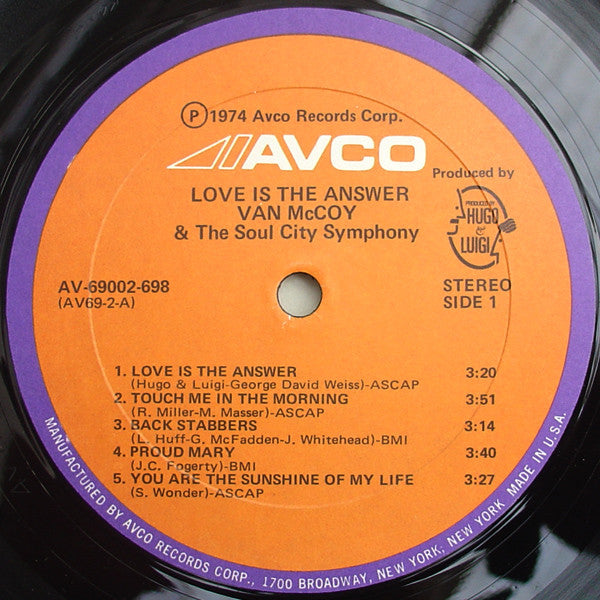 Ⓟ1974 Avco Records Corp.
AVCO
LOVE IS THE ANSWER
VAN McCOY
& The Soul City Symphony
Produced by
PRODUCED BY
HUGO
&
LUIGI
AV-69002-698
(AV69-2-A)
STEREO
SIDE 1
1. LOVE IS THE ANSWER 3:20
(Hugo & Luigi-George David Weiss)-ASCAP
2. TOUCH ME IN THE MORNING 3:51
(R. Miller-M. Masser)-ASCAP
3. BACK STABBERS 3:14
(L. Huff-G. McFadden-J. Whitehead)-BMI
4. PROUD MARY 3:40
(J.C. Fogerty)-BMI
5. YOU ARE THE SUNSHINE OF MY LIFE 3:27
(S. Wonder)-ASCAP
MANUFACTURED BY AVCO RECORDS CORP., 1700 BROADWAY, NEW YORK, NEW YORK MADE IN U.S.A.